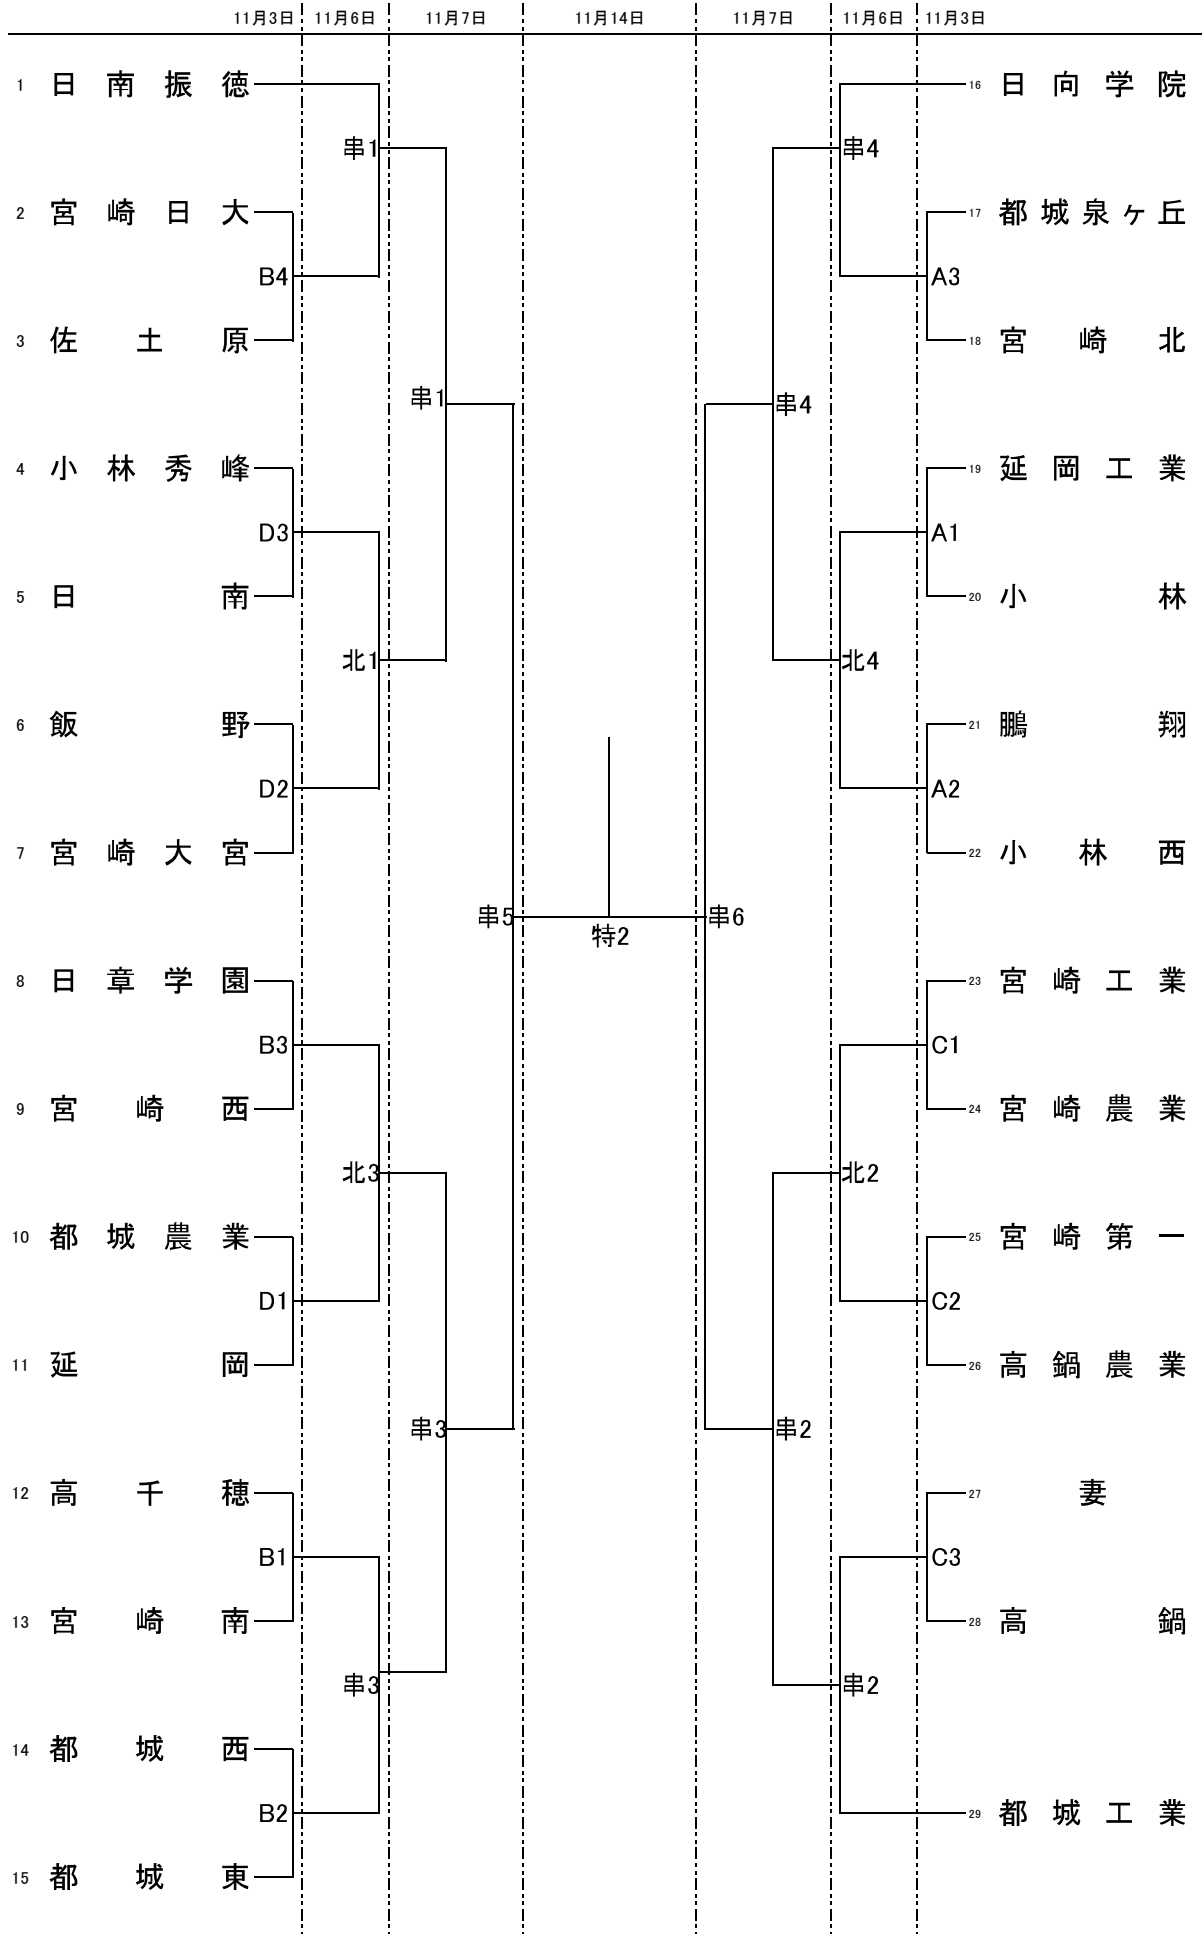 11月3日 11月6日 11月7日 11月14日 11月7日 11月6日 11月3日
1 日南振徳 16 日向学院
串1 串4
2 宮崎日大 17 都城泉ヶ丘
B4 A3
3 佐土原 18 宮崎北
串1 串4
4 小林秀峰 19 延岡工業
D3 A1
5 日南 20 小林
北1 北4
6 飯野 21 鵬翔
D2 A2
7 宮崎大宮 22 小林西
串5 串6
特2
8 日章学園 23 宮崎工業
B3 C1
9 宮崎西 24 宮崎農業
北3 北2
10 都城農業 25 宮崎第一
D1 C2
11 延岡 26 高鍋農業
串3 串2
12 高千穂 27 妻
B1 C3
13 宮崎南 28 高鍋
串3 串2
14 都城西
B2 29 都城工業
15 都城東